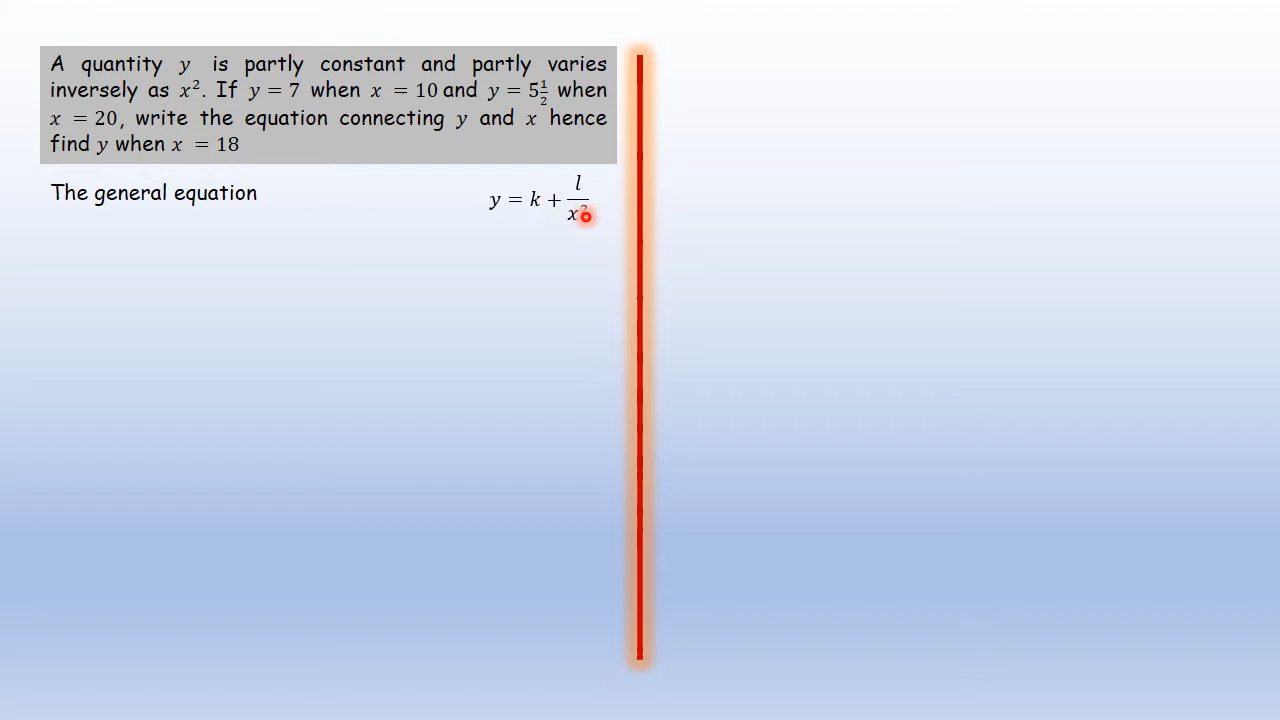 A quantity y is partly constant and partly varies
inversely as x². If y = 7 when x = 10 and y = 5½ when
x = 20, write the equation connecting y and x hence
find y when x = 18
The general equation y = k + l/x²